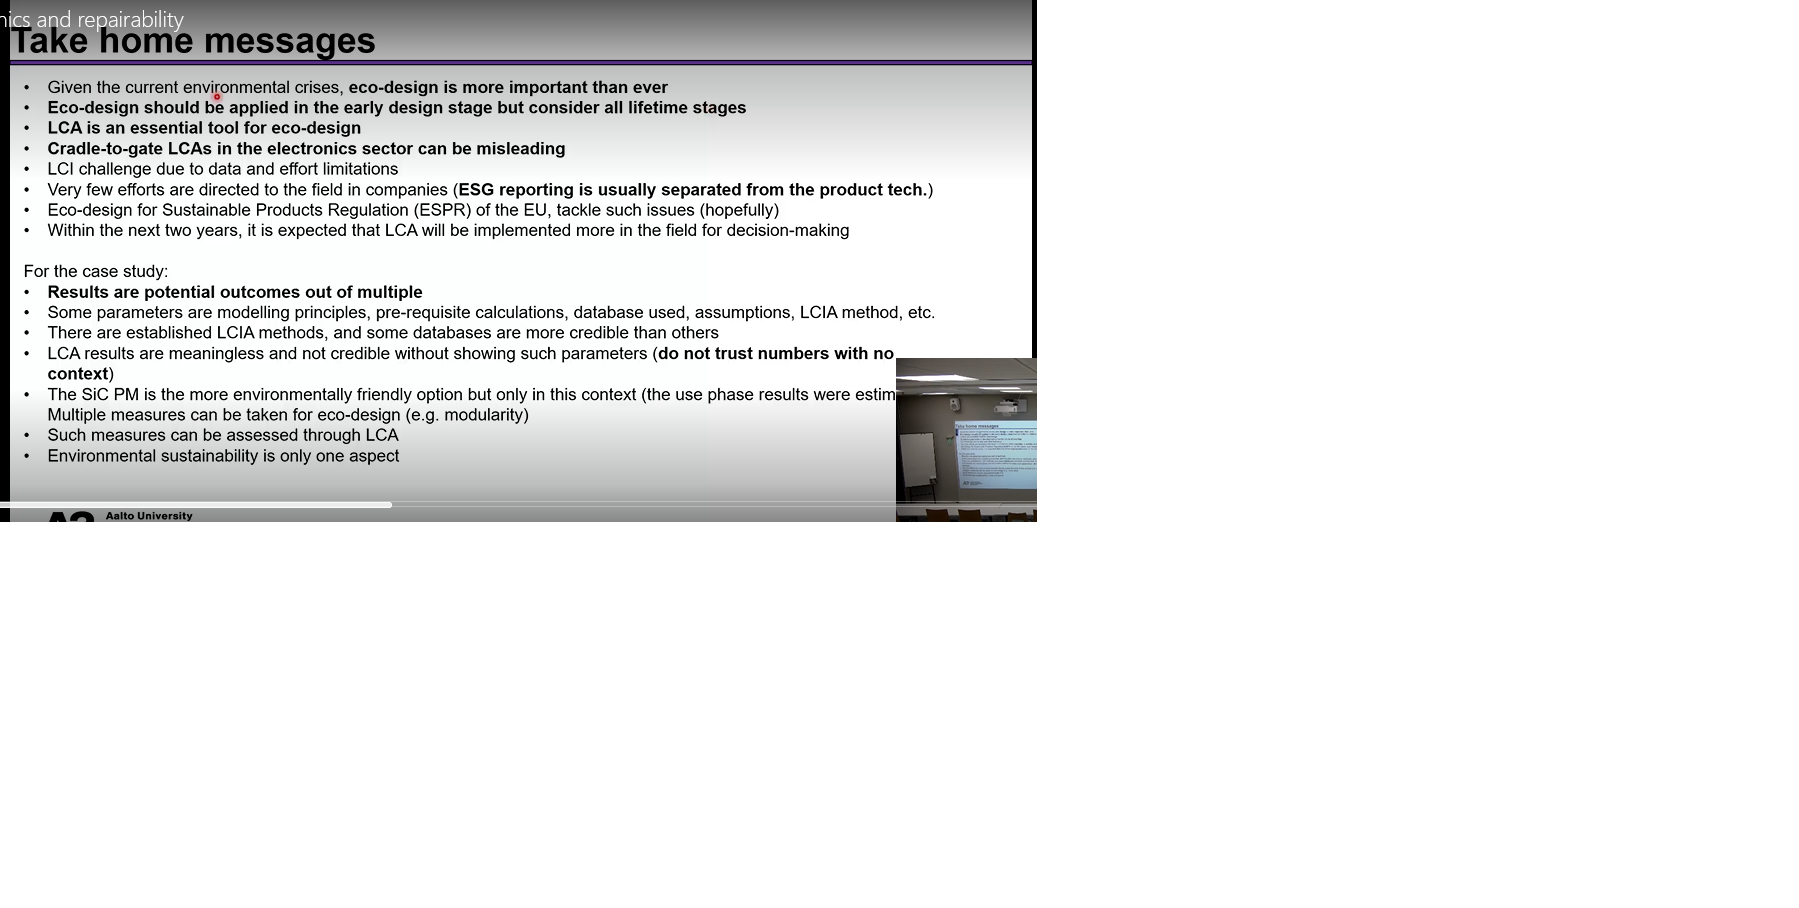 nics and repairability
Take home messages
• Given the current environmental crises, eco-design is more important than ever
• Eco-design should be applied in the early design stage but consider all lifetime stages
• LCA is an essential tool for eco-design
• Cradle-to-gate LCAs in the electronics sector can be misleading
• LCI challenge due to data and effort limitations
• Very few efforts are directed to the field in companies (ESG reporting is usually separated from the product tech.)
• Eco-design for Sustainable Products Regulation (ESPR) of the EU, tackle such issues (hopefully)
• Within the next two years, it is expected that LCA will be implemented more in the field for decision-making
For the case study:
• Results are potential outcomes out of multiple
• Some parameters are modelling principles, pre-requisite calculations, database used, assumptions, LCIA method, etc.
• There are established LCIA methods, and some databases are more credible than others
• LCA results are meaningless and not credible without showing such parameters (do not trust numbers with no
context)
• The SiC PM is the more environmentally friendly option but only in this context (the use phase results were estim
Multiple measures can be taken for eco-design (e.g. modularity)
• Such measures can be assessed through LCA
• Environmental sustainability is only one aspect
Aalto University
Take home messages